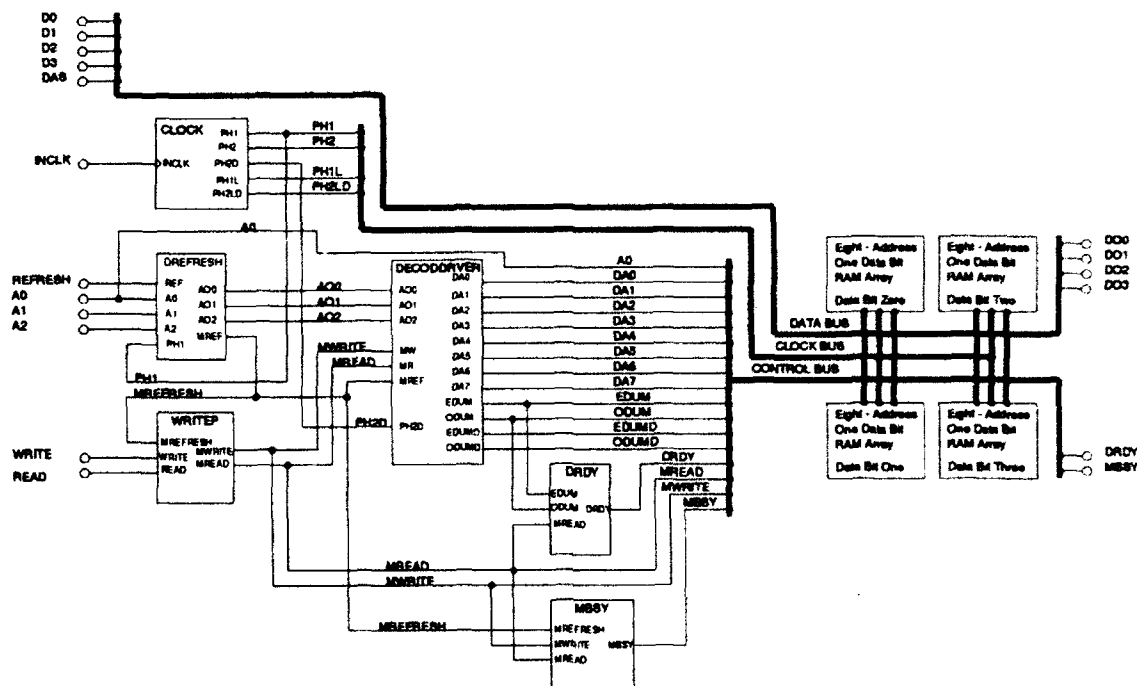 D0
D1
D2
D3
DAS
INCLK
CLOCK
INCLK
PH1
PH2
PH2D
PH1L
PH2LD
PH1
PH2
PH1L
PH2LD
A0
REFRESH
A0
A1
A2
DREFRESH
REF
A0
A1
A2
PH1
AO0
AO1
AO2
MREF
AO0
AO1
AO2
PH1
MREFRESH
MWRITE
MREAD
PH2D
DECODDRIVER
AO0
AO1
AO2
MW
MR
MREF
PH2D
DA0
DA1
DA2
DA3
DA4
DA5
DA6
DA7
EDUM
ODUM
EDUMD
ODUMD
A0
DA0
DA1
DA2
DA3
DA4
DA5
DA6
DA7
EDUM
ODUM
EDUMD
ODUMD
DRDY
MREAD
MWRITE
MBSY
WRITE
READ
WRITEP
MREFRESH
WRITE
READ
MWRITE
MREAD
DRDY
EDUM
ODUM
MREAD
DRDY
MREAD
MWRITE
MREFRESH
MBSY
MREFRESH
MWRITE
MREAD
MBSY
DATA BUS
CLOCK BUS
CONTROL BUS
Eight - Address
One Data Bit
RAM Array
Data Bit Zero
Eight - Address
One Data Bit
RAM Array
Data Bit Two
Eight - Address
One Data Bit
RAM Array
Data Bit One
Eight - Address
One Data Bit
RAM Array
Data Bit Three
DO0
DO1
DO2
DO3
DRDY
MBSY